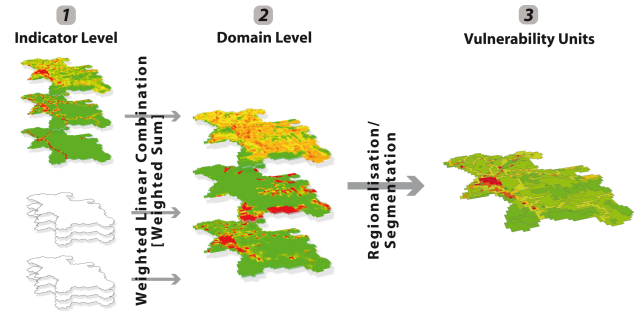 1
Indicator Level
2
Domain Level
3
Vulnerability Units
Weighted Linear Combination
[Weighted Sum]
Regionalisation/
Segmentation